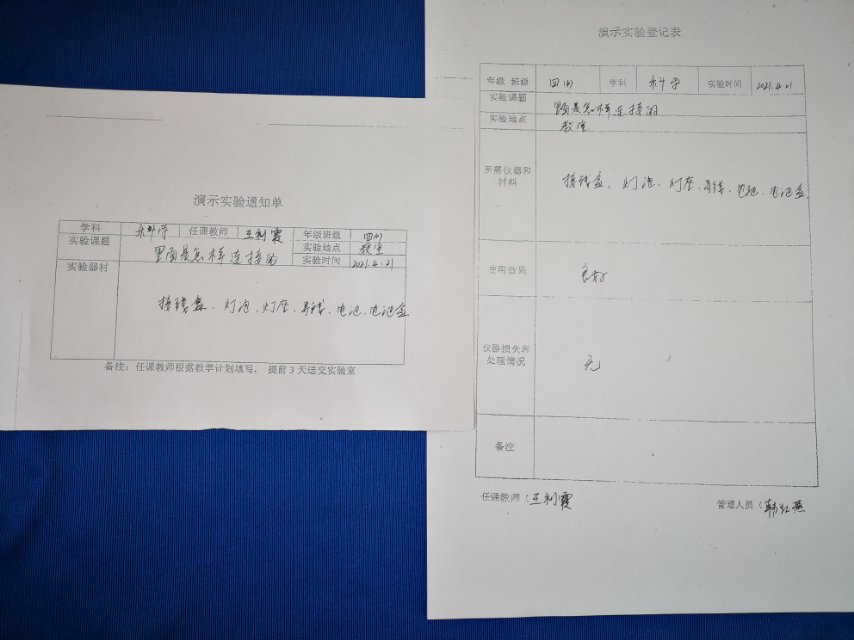 演示实验通知单
学科 科学 任课教师 王利霞 年级班级 四(1)
实验课题 里面是怎样连接的 实验地点 教室
实验时间 2021.4.21
实验器材
接线盒、灯泡、灯座、导线、电池、电池盒
备注：任课教师根据教学计划填写， 提前3天送交实验室
演示实验登记表
年级 班级 四(1) 学科 科学 实验时间 2021.4.21
实验课题 里面是怎样连接的
实验地点 教室
所需仪器和材料
接线盒、灯泡、灯座、导线、电池、电池盒
使用效果 良好
仪器损失和处理情况 无
备注
任课教师：王利霞 管理人员：韩红燕